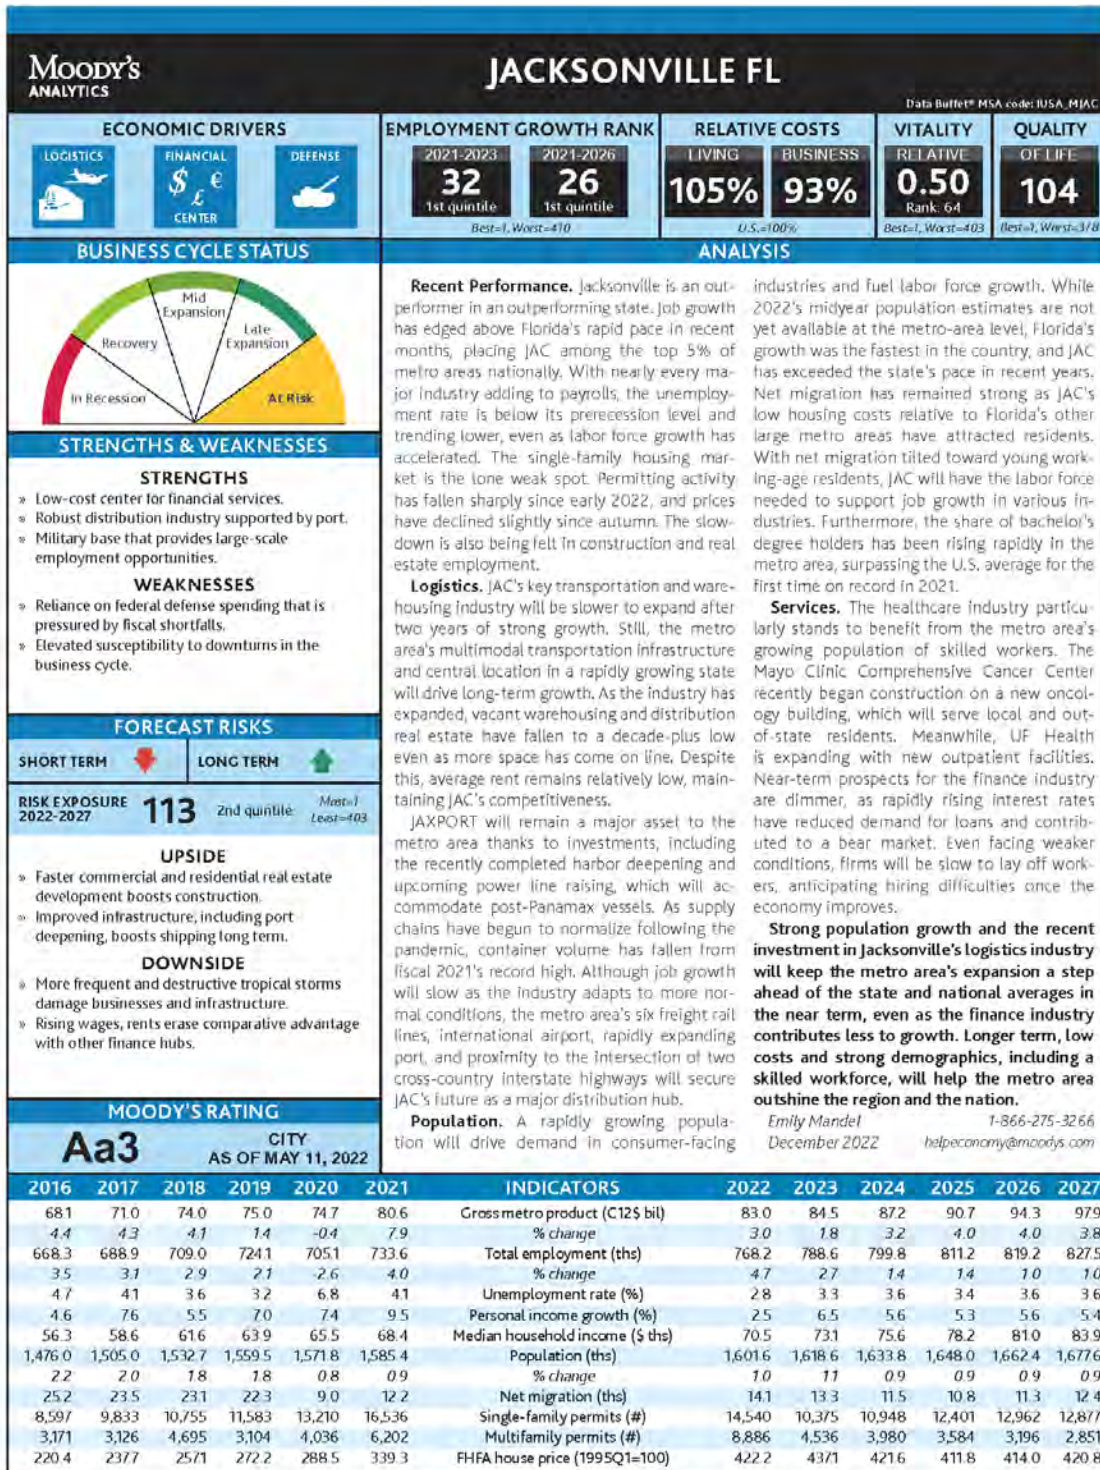 MOODY'S
ANALYTICS
JACKSONVILLE FL
Data Buffet® MSA code: IUSA_MJAC
ECONOMIC DRIVERS
LOGISTICS
FINANCIAL
$ £ €
CENTER
DEFENSE
EMPLOYMENT GROWTH RANK
2021-2023
32
1st quintile
2021-2026
26
1st quintile
Best=1, Worst=410
RELATIVE COSTS
LIVING
105%
BUSINESS
93%
U.S.=100%
VITALITY
RELATIVE
0.50
Rank: 64
Best=1, Worst=403
QUALITY
OF LIFE
104
Best=1, Worst=378
BUSINESS CYCLE STATUS
In Recession
Recovery
Mid
Expansion
Late
Expansion
At Risk
STRENGTHS & WEAKNESSES
STRENGTHS
» Low-cost center for financial services.
» Robust distribution industry supported by port.
» Military base that provides large-scale
employment opportunities.
WEAKNESSES
» Reliance on federal defense spending that is
pressured by fiscal shortfalls.
» Elevated susceptibility to downturns in the
business cycle.
FORECAST RISKS
SHORT TERM
LONG TERM
RISK EXPOSURE
2022-2027
113
2nd quintile
Most=1
Least=403
UPSIDE
» Faster commercial and residential real estate
development boosts construction.
» Improved infrastructure, including port
deepening, boosts shipping long term.
DOWNSIDE
» More frequent and destructive tropical storms
damage businesses and infrastructure.
» Rising wages, rents erase comparative advantage
with other finance hubs.
MOODY'S RATING
Aa3
CITY
AS OF MAY 11, 2022
ANALYSIS
Recent Performance. Jacksonville is an out-
performer in an outperforming state. Job growth
has edged above Florida's rapid pace in recent
months, placing JAC among the top 5% of
metro areas nationally. With nearly every ma-
jor industry adding to payrolls, the unemploy-
ment rate is below its prerecession level and
trending lower, even as labor force growth has
accelerated. The single-family housing mar-
ket is the lone weak spot. Permitting activity
has fallen sharply since early 2022, and prices
have declined slightly since autumn. The slow-
down is also being felt in construction and real
estate employment.
Logistics. JAC's key transportation and ware-
housing industry will be slower to expand after
two years of strong growth. Still, the metro
area's multimodal transportation infrastructure
and central location in a rapidly growing state
will drive long-term growth. As the industry has
expanded, vacant warehousing and distribution
real estate have fallen to a decade-plus low
even as more space has come on line. Despite
this, average rent remains relatively low, main-
taining JAC's competitiveness.
JAXPORT will remain a major asset to the
metro area thanks to investments, including
the recently completed harbor deepening and
upcoming power line raising, which will ac-
commodate post-Panamax vessels. As supply
chains have begun to normalize following the
pandemic, container volume has fallen from
fiscal 2021's record high. Although job growth
will slow as the industry adapts to more nor-
mal conditions, the metro area's six freight rail
lines, international airport, rapidly expanding
port, and proximity to the intersection of two
cross-country interstate highways will secure
JAC's future as a major distribution hub.
Population. A rapidly growing popula-
tion will drive demand in consumer-facing
industries and fuel labor force growth. While
2022's midyear population estimates are not
yet available at the metro-area level, Florida's
growth was the fastest in the country, and JAC
has exceeded the state's pace in recent years.
Net migration has remained strong as JAC's
low housing costs relative to Florida's other
large metro areas have attracted residents.
With net migration tilted toward young work-
ing-age residents, JAC will have the labor force
needed to support job growth in various in-
dustries. Furthermore, the share of bachelor's
degree holders has been rising rapidly in the
metro area, surpassing the U.S. average for the
first time on record in 2021.
Services. The healthcare industry particu-
larly stands to benefit from the metro area's
growing population of skilled workers. The
Mayo Clinic Comprehensive Cancer Center
recently began construction on a new oncol-
ogy building, which will serve local and out-
of-state residents. Meanwhile, UF Health
is expanding with new outpatient facilities.
Near-term prospects for the finance industry
are dimmer, as rapidly rising interest rates
have reduced demand for loans and contrib-
uted to a bear market. Even facing weaker
conditions, firms will be slow to lay off work-
ers, anticipating hiring difficulties once the
economy improves.
Strong population growth and the recent
investment in Jacksonville's logistics industry
will keep the metro area's expansion a step
ahead of the state and national averages in
the near term, even as the finance industry
contributes less to growth. Longer term, low
costs and strong demographics, including a
skilled workforce, will help the metro area
outshine the region and the nation.
Emily Mandel 1-866-275-3266
December 2022 helpeconomy@moodys.com
2016 2017 2018 2019 2020 2021 INDICATORS 2022 2023 2024 2025 2026 2027
68.1 71.0 74.0 75.0 74.7 80.6 Gross metro product (C12$ bil) 83.0 84.5 87.2 90.7 94.3 97.9
4.4 4.3 4.1 1.4 -0.4 7.9 % change 3.0 1.8 3.2 4.0 4.0 3.8
668.3 688.9 709.0 724.1 705.1 733.6 Total employment (ths) 768.2 788.6 799.8 811.2 819.2 827.5
3.5 3.1 2.9 2.1 -2.6 4.0 % change 4.7 2.7 1.4 1.4 1.0 1.0
4.7 4.1 3.6 3.2 6.8 4.1 Unemployment rate (%) 2.8 3.3 3.6 3.4 3.6 3.6
4.6 7.6 5.5 7.0 7.4 9.5 Personal income growth (%) 2.5 6.5 5.6 5.3 5.6 5.4
56.3 58.6 61.6 63.9 65.5 68.4 Median household income ($ ths) 70.5 73.1 75.6 78.2 81.0 83.9
1,476.0 1,505.0 1,532.7 1,559.5 1,571.8 1,585.4 Population (ths) 1,601.6 1,618.6 1,633.8 1,648.0 1,662.4 1,677.6
2.2 2.0 1.8 1.8 0.8 0.9 % change 1.0 1.1 0.9 0.9 0.9 0.9
25.2 23.5 23.1 22.3 9.0 12.2 Net migration (ths) 14.1 13.3 11.5 10.8 11.3 12.4
8,597 9,833 10,755 11,583 13,210 16,536 Single-family permits (#) 14,540 10,375 10,948 12,401 12,962 12,877
3,171 3,126 4,695 3,104 4,036 6,202 Multifamily permits (#) 8,886 4,536 3,980 3,584 3,196 2,851
220.4 237.7 257.1 272.2 288.5 339.3 FHFA house price (1995Q1=100) 422.2 437.1 421.6 411.8 414.0 420.8